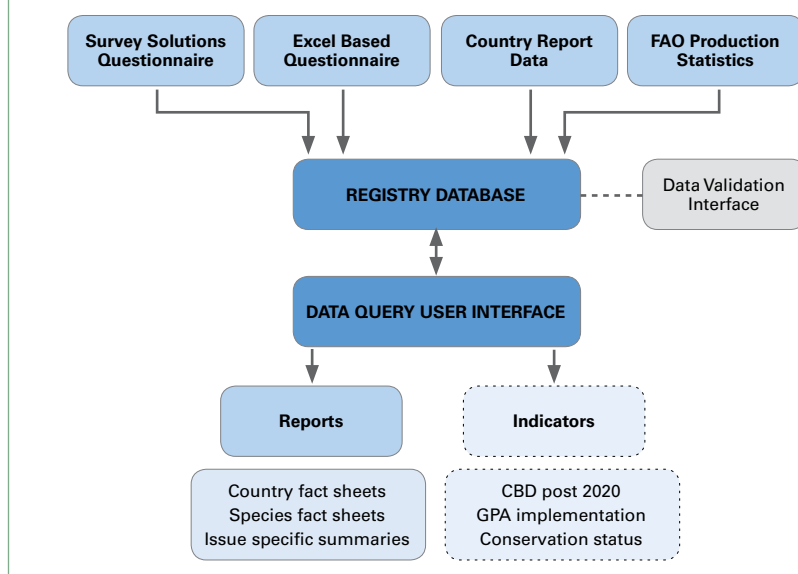 Survey Solutions
Questionnaire
Excel Based
Questionnaire
Country Report
Data
FAO Production
Statistics
REGISTRY DATABASE
Data Validation
Interface
DATA QUERY USER INTERFACE
Reports
Indicators
Country fact sheets
Species fact sheets
Issue specific summaries
CBD post 2020
GPA implementation
Conservation status